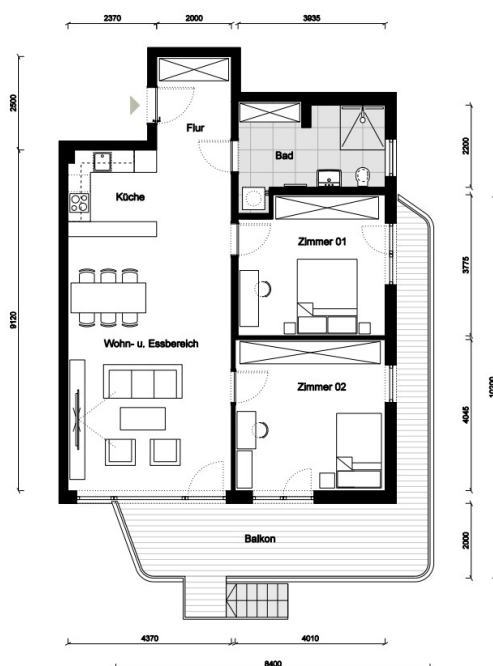 2370 2000 3935
2500
Flur
2200
Bad
Küche
Zimmer 01
3775
9120
Wohn- u. Essbereich
Zimmer 02
4045
Balkon
2000
4370 4010
8400